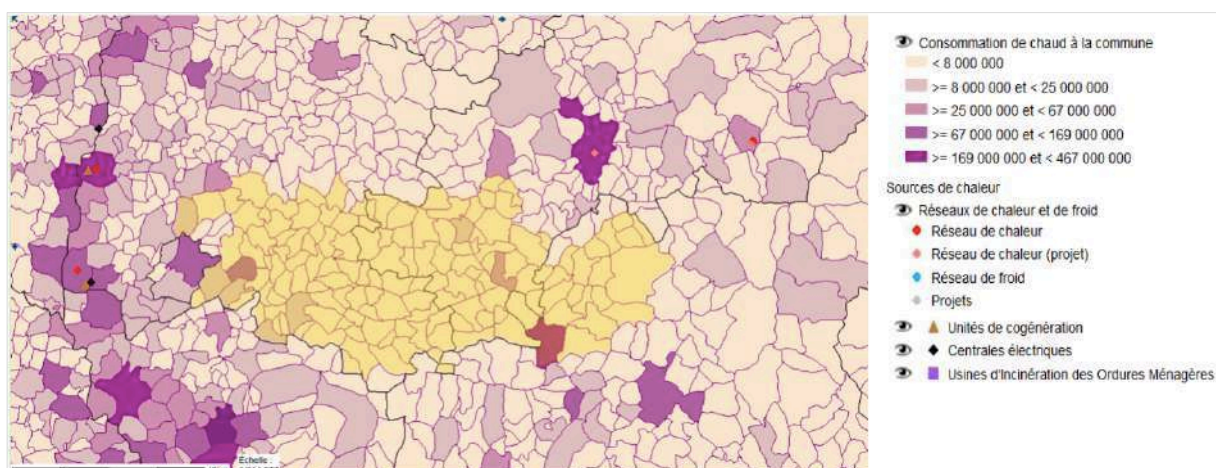 Consommation de chaud à la commune
< 8 000 000
>= 8 000 000 et < 25 000 000
>= 25 000 000 et < 67 000 000
>= 67 000 000 et < 169 000 000
>= 169 000 000 et < 467 000 000
Sources de chaleur
Réseaux de chaleur et de froid
Réseau de chaleur
Réseau de chaleur (projet)
Réseau de froid
Projets
Unités de cogénération
Centrales électriques
Usines d'Incinération des Ordures Ménagères
Echelle :